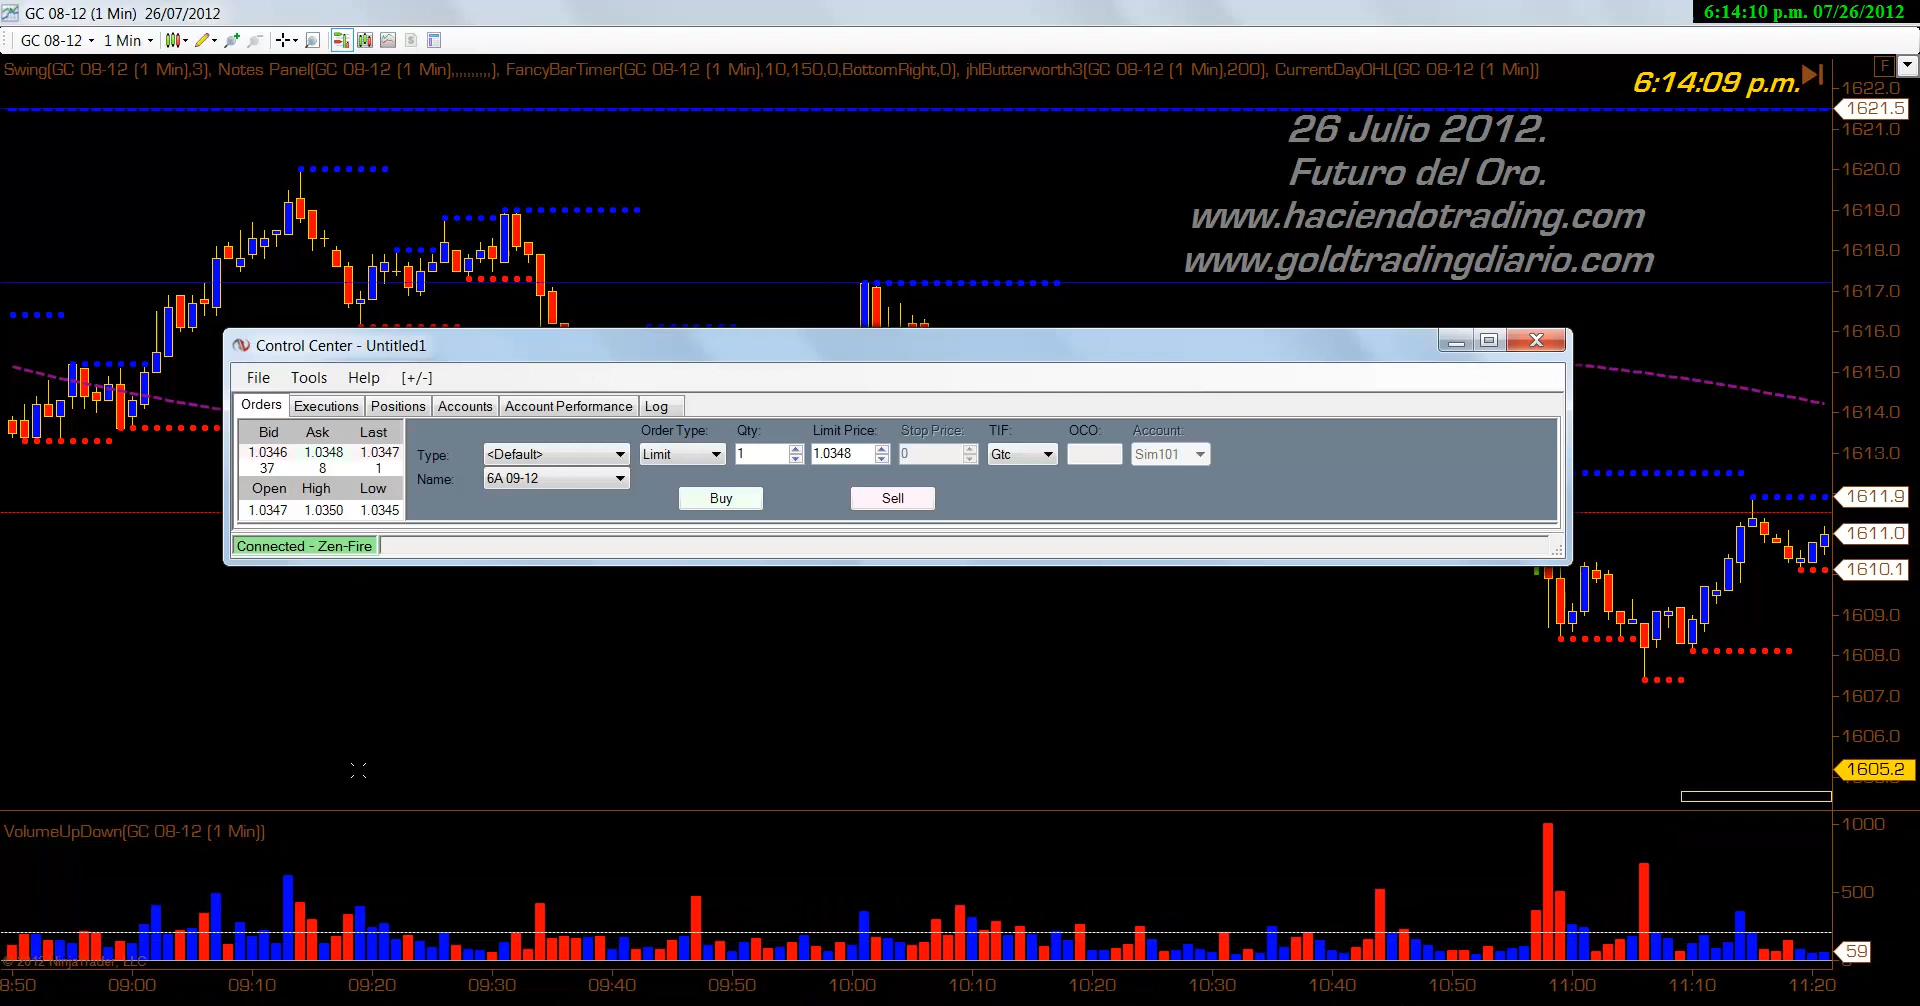 GC 08-12 (1 Min)  26/07/2012
6:14:10 p.m. 07/26/2012
GC 08-12 1 Min
Swing(GC 08-12 (1 Min),3), Notes Panel(GC 08-12 (1 Min),,,,,,,,,,), FancyBarTimer(GC 08-12 (1 Min),10,150,0,BottomRight,0), jhlButterworth3(GC 08-12 (1 Min),200), CurrentDayOHL(GC 08-12 (1 Min))
F
6:14:09 p.m.
1622.0
1621.5
1621.0
1620.0
1619.0
1618.0
1617.0
1616.0
1615.0
1614.0
1613.0
1611.9
1611.0
1610.1
1609.0
1608.0
1607.0
1606.0
1605.2
26 Julio 2012.
Futuro del Oro.
www.haciendotrading.com
www.goldtradingdiario.com
Control Center - Untitled1
File Tools Help [+/-]
Orders Executions Positions Accounts Account Performance Log
Bid Ask Last
1.0346 1.0348 1.0347
37 8 1
Open High Low
1.0347 1.0350 1.0345
Order Type: Qty: Limit Price: Stop Price: TIF: OCO: Account:
Type: <Default> Limit 1 1.0348 0 Gtc Sim101
Name: 6A 09-12
Buy Sell
Connected - Zen-Fire
VolumeUpDown(GC 08-12 (1 Min))
1000
500
59
© 2012 NinjaTrader, LLC
8:50 09:00 09:10 09:20 09:30 09:40 09:50 10:00 10:10 10:20 10:30 10:40 10:50 11:00 11:10 11:20